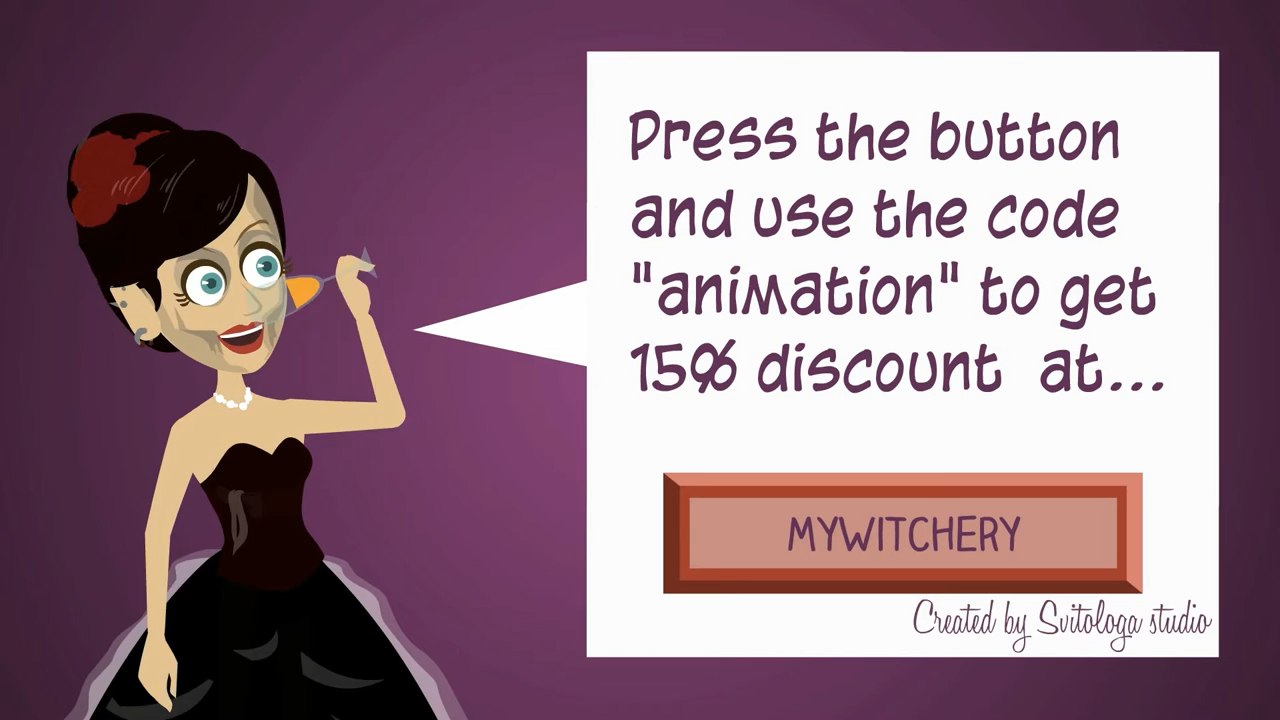 Press the button
and use the code
"animation" to get
15% discount at...
MYWITCHERY
Created by Svitologa studio